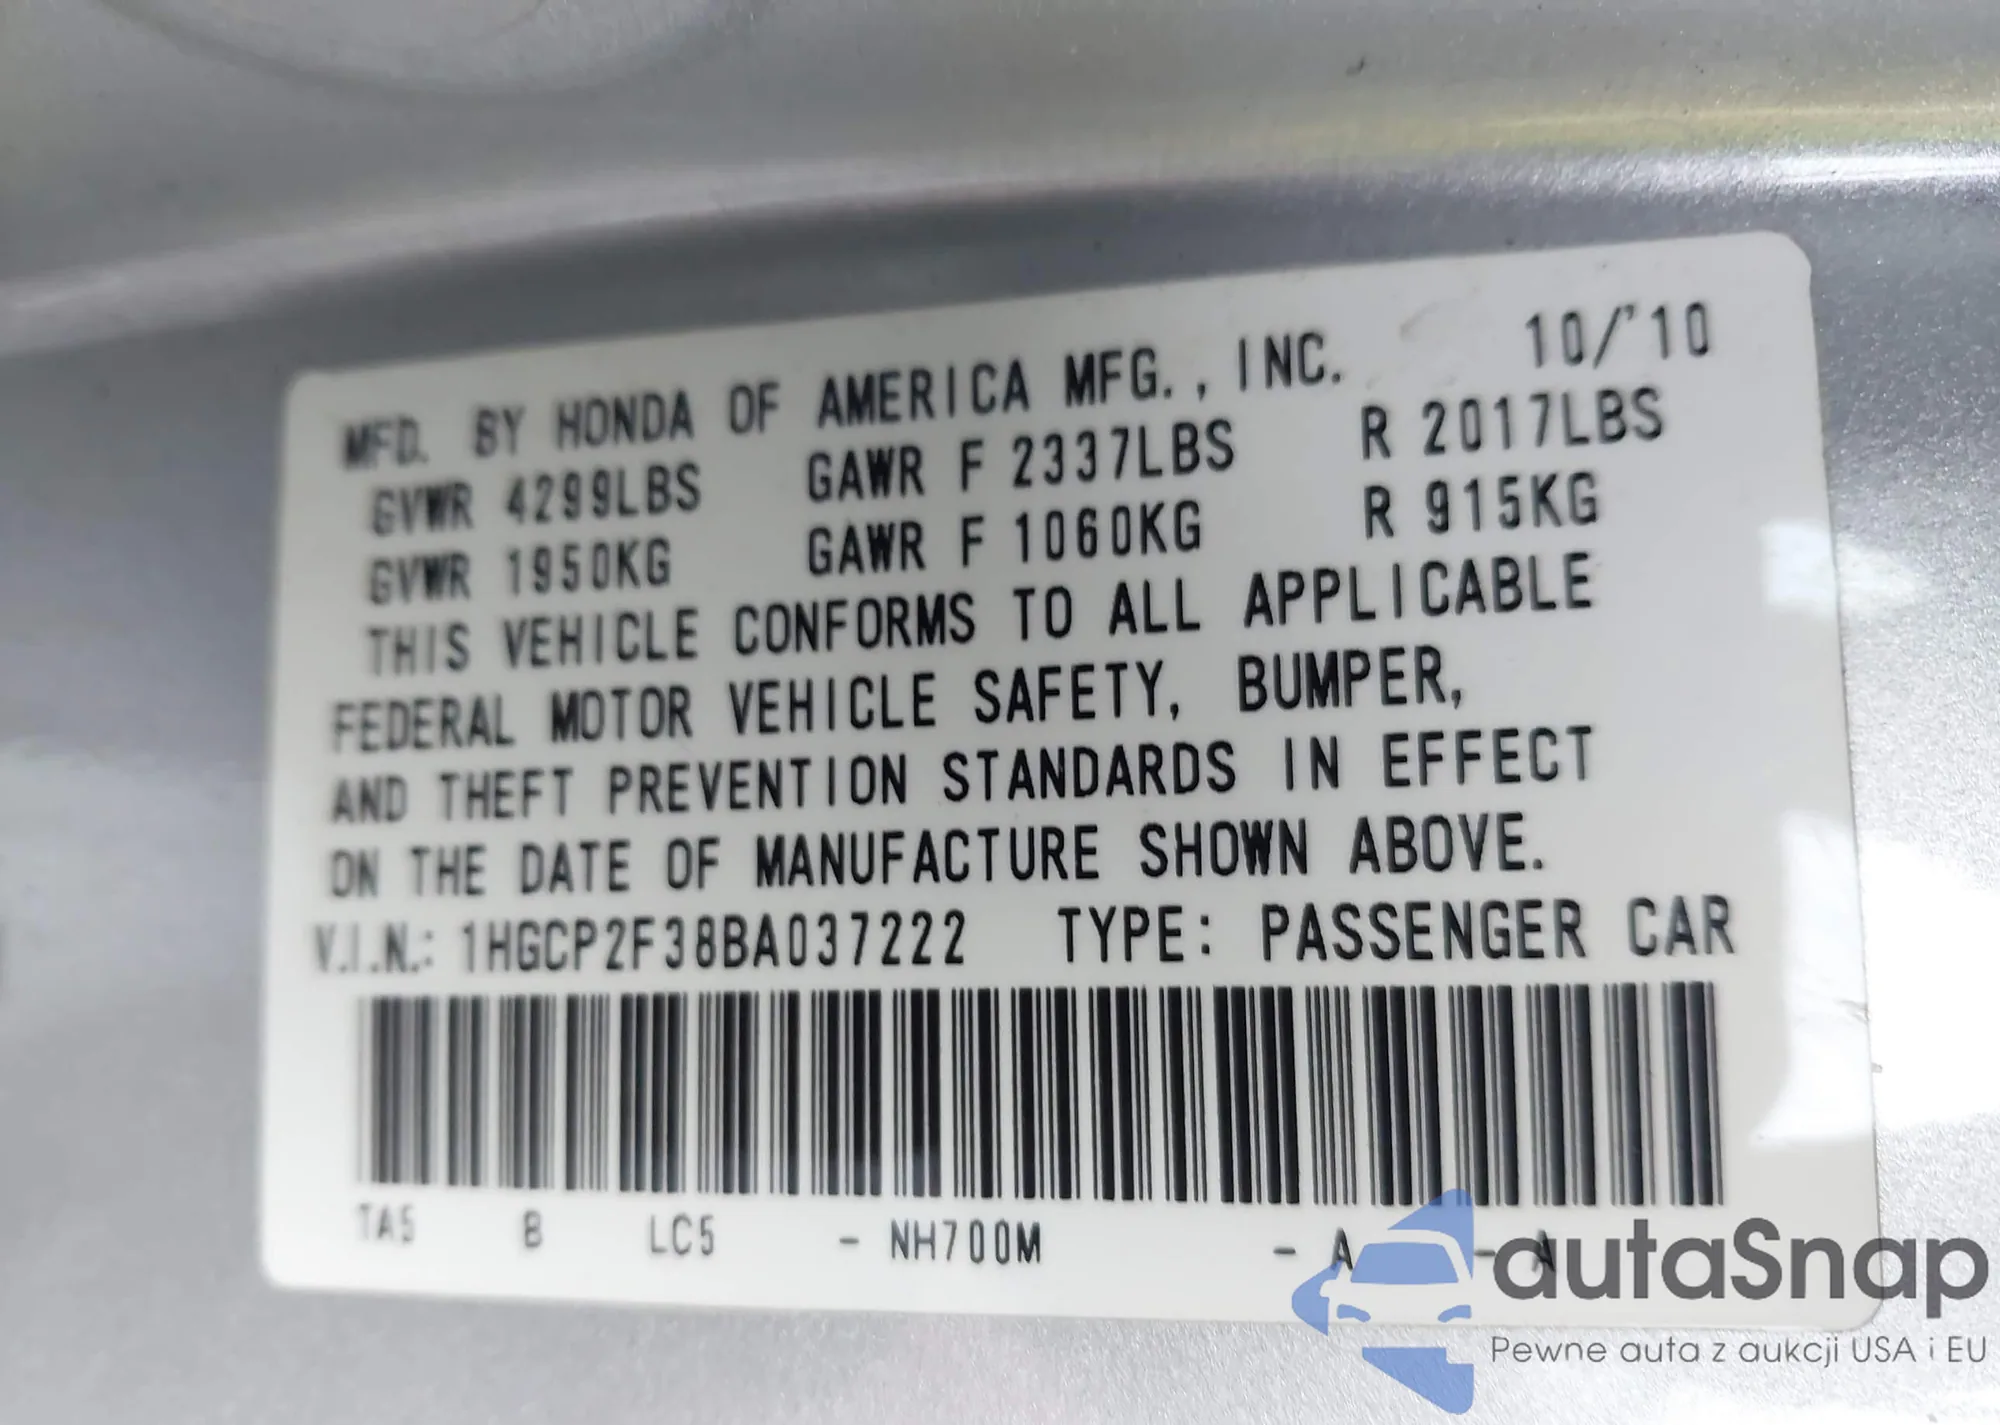 MFD. BY HONDA OF AMERICA MFG., INC. 10/'10
GVWR 4299LBS GAWR F 2337LBS R 2017LBS
GVWR 1950KG GAWR F 1060KG R 915KG
THIS VEHICLE CONFORMS TO ALL APPLICABLE
FEDERAL MOTOR VEHICLE SAFETY, BUMPER,
AND THEFT PREVENTION STANDARDS IN EFFECT
ON THE DATE OF MANUFACTURE SHOWN ABOVE.
V.I.N.: 1HGCP2F38BA037222 TYPE: PASSENGER CAR
TA5 B LC5 - NH700M - A - A
autaSnap
Pewne auta z aukcji USA i EU